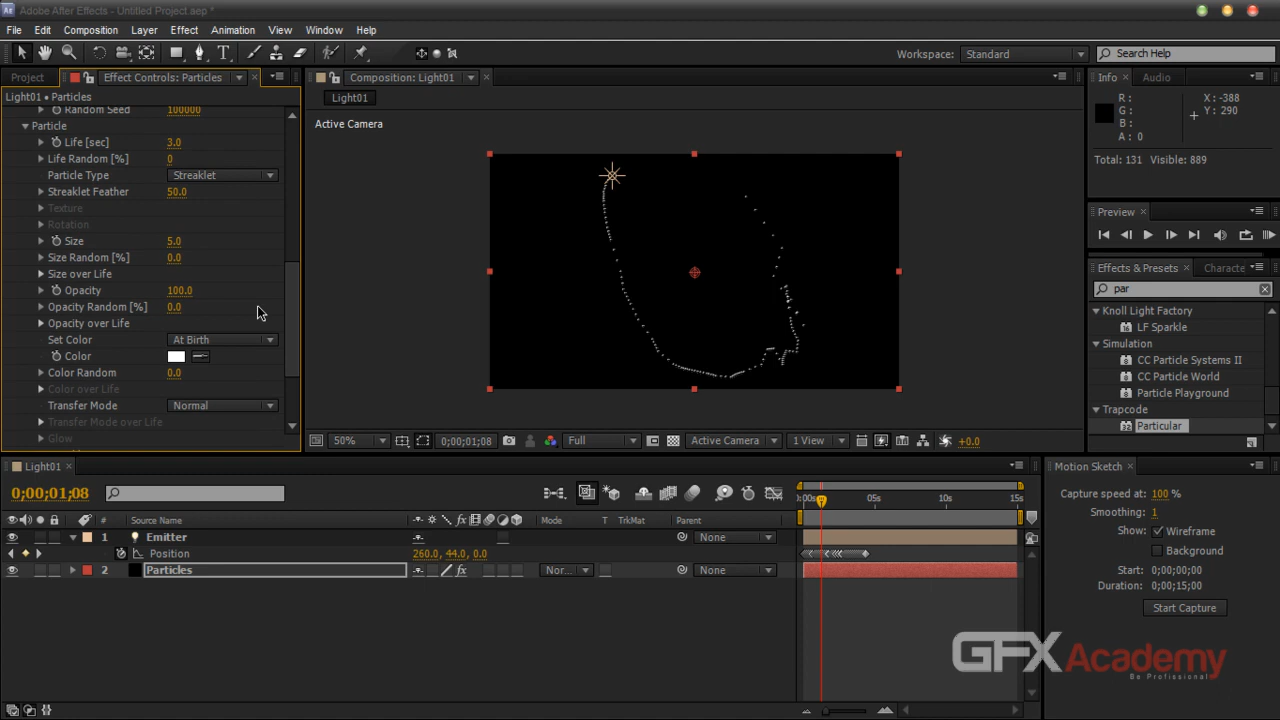 Adobe After Effects - Untitled Project.aep *
File Edit Composition Layer Effect Animation View Window Help
Workspace: Standard Search Help
Project Effect Controls: Particles Composition: Light01 Info Audio
Light01 • Particles Light01
Random Seed 100000
Particle
Life [sec] 3.0
Life Random [%] 0
Particle Type Streaklet
Streaklet Feather 50.0
Texture
Rotation
Size 5.0
Size Random [%] 0.0
Size over Life
Opacity 100.0
Opacity Random [%] 0.0
Opacity over Life
Set Color At Birth
Color
Color Random 0.0
Color over Life
Transfer Mode Normal
Transfer Mode over Life
Glow
Active Camera
50% 0;00;01;08 Full Active Camera 1 View +0.0
R: X: -388
G: Y: 290
B:
A: 0
Total: 131 Visible: 889
Preview
Effects & Presets Characte
par
Knoll Light Factory
LF Sparkle
Simulation
CC Particle Systems II
CC Particle World
Particle Playground
Trapcode
Particular
Light01
0;00;01;08
:00s 05s 10s 15s
# Source Name Mode T TrkMat Parent
1 Emitter None
Position 260.0, 44.0, 0.0
2 Particles Nor... None
Motion Sketch
Capture speed at: 100 %
Smoothing: 1
Show: Wireframe
Background
Start: 0;00;00;00
Duration: 0;00;15;00
Start Capture
GFXAcademy
Be Professional